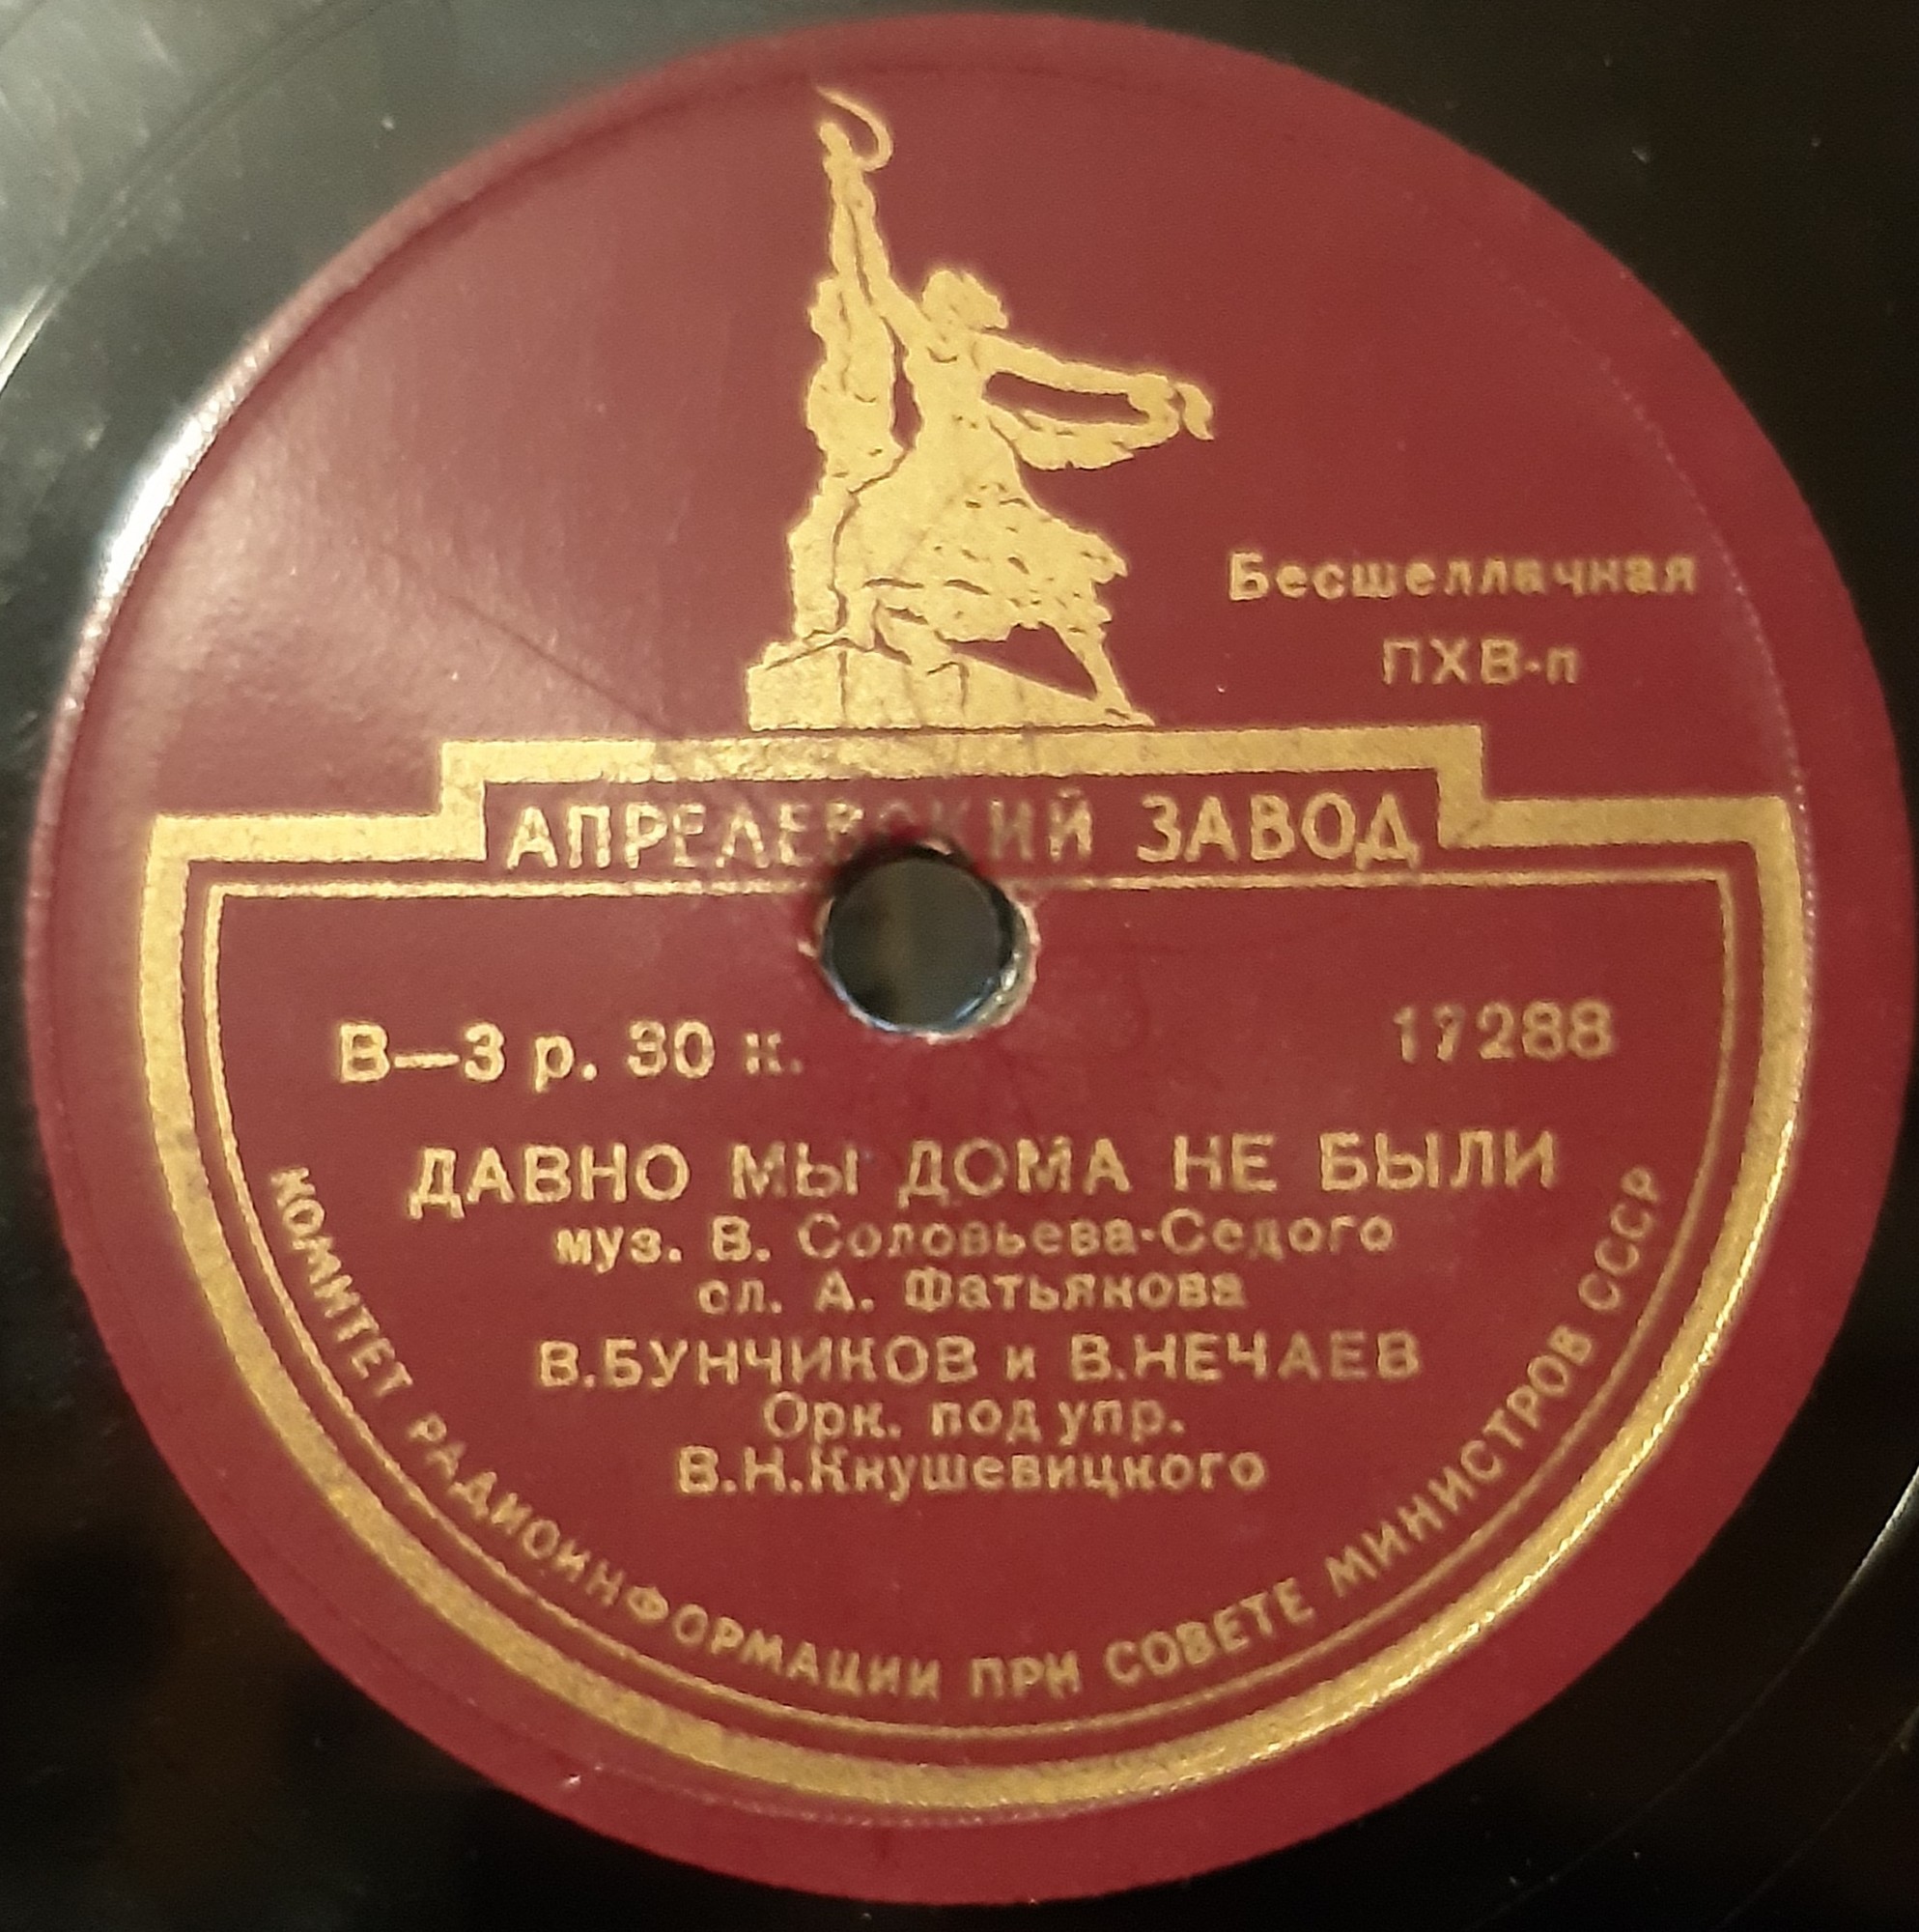 Бесшеллачная
ПХВ-п
АПРЕЛЕВСКИЙ ЗАВОД
В—3 р. 30 к.
17288
ДАВНО МЫ ДОМА НЕ БЫЛИ
муз. В. Соловьева-Седого
сл. А. Фатьянова
В.БУНЧИКОВ и В.НЕЧАЕВ
Орк. под упр.
В.Н.Кнушевицкого
КОМИТЕТ РАДИОИНФОРМАЦИИ ПРИ СОВЕТЕ МИНИСТРОВ СССР